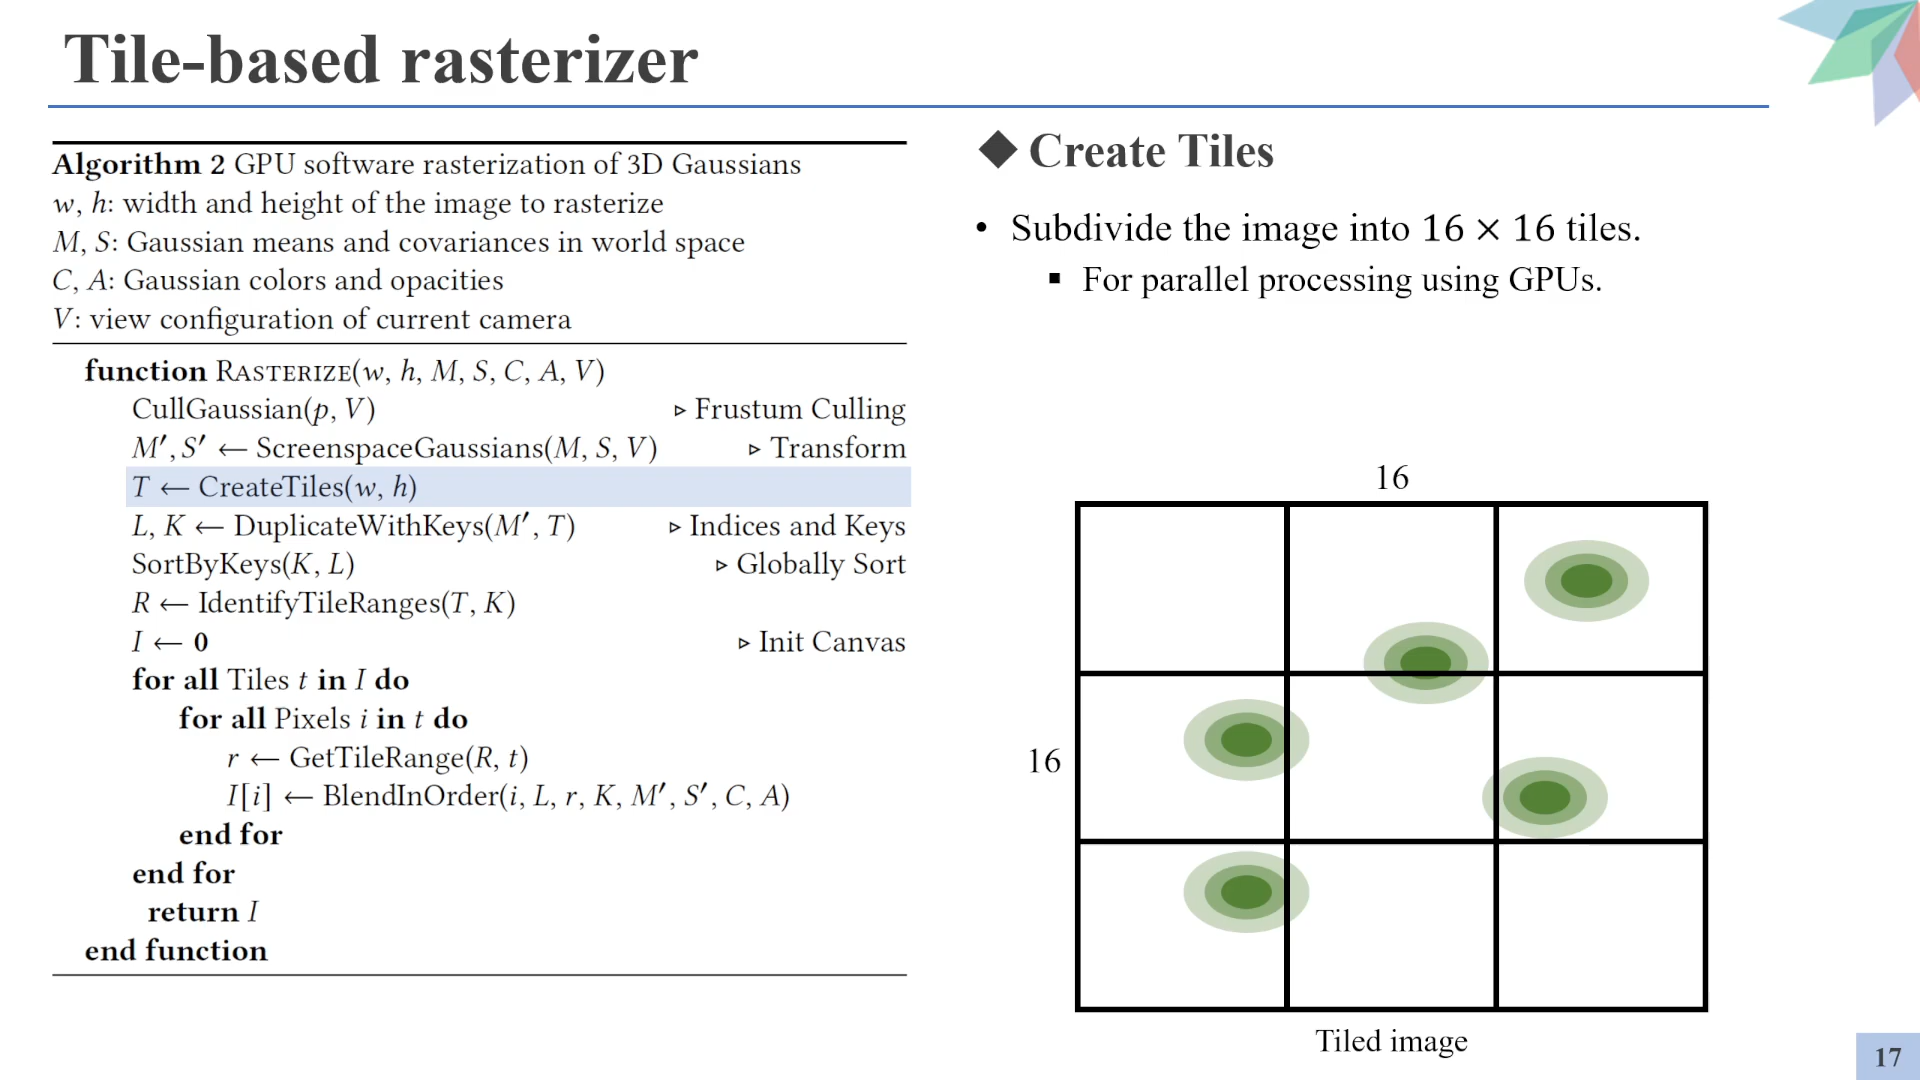 Tile-based rasterizer
Algorithm 2 GPU software rasterization of 3D Gaussians
w, h: width and height of the image to rasterize
M, S: Gaussian means and covariances in world space
C, A: Gaussian colors and opacities
V: view configuration of current camera
function Rasterize(w, h, M, S, C, A, V)
CullGaussian(p, V) ▹ Frustum Culling
M′, S′ ← ScreenspaceGaussians(M, S, V) ▹ Transform
T ← CreateTiles(w, h)
L, K ← DuplicateWithKeys(M′, T) ▹ Indices and Keys
SortByKeys(K, L) ▹ Globally Sort
R ← IdentifyTileRanges(T, K)
I ← 0 ▹ Init Canvas
for all Tiles t in I do
for all Pixels i in t do
r ← GetTileRange(R, t)
I[i] ← BlendInOrder(i, L, r, K, M′, S′, C, A)
end for
end for
return I
end function
◆ Create Tiles
• Subdivide the image into 16 × 16 tiles.
▪ For parallel processing using GPUs.
16
16
Tiled image
17